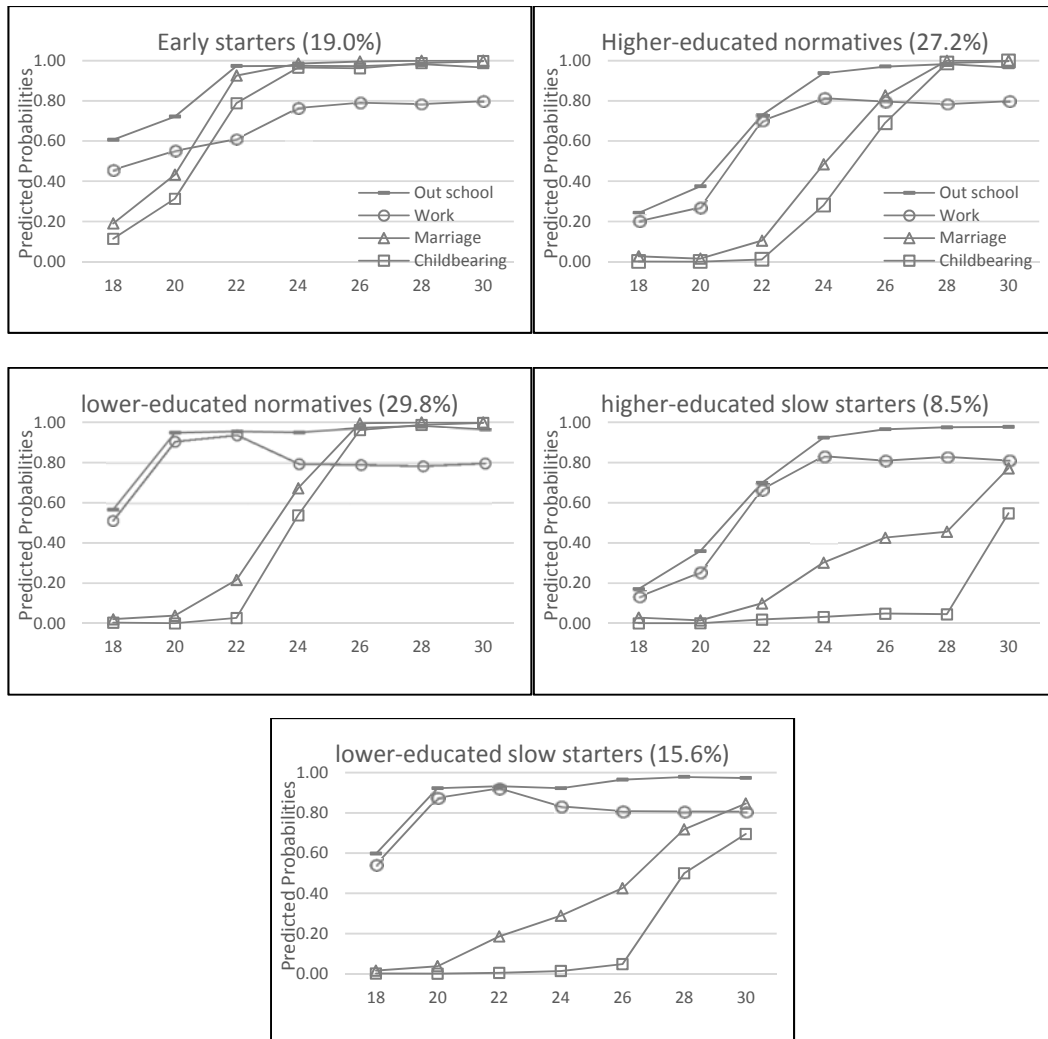 Early starters (19.0%)
Predicted Probabilities
1.00
0.80
0.60
0.40
0.20
0.00
Out school
Work
Marriage
Childbearing
18 20 22 24 26 28 30
Higher-educated normatives (27.2%)
Predicted Probabilities
1.00
0.80
0.60
0.40
0.20
0.00
Out school
Work
Marriage
Childbearing
18 20 22 24 26 28 30
lower-educated normatives (29.8%)
Predicted Probabilities
1.00
0.80
0.60
0.40
0.20
0.00
18 20 22 24 26 28 30
higher-educated slow starters (8.5%)
Predicted Probabilities
1.00
0.80
0.60
0.40
0.20
0.00
18 20 22 24 26 28 30
lower-educated slow starters (15.6%)
Predicted Probabilities
1.00
0.80
0.60
0.40
0.20
0.00
18 20 22 24 26 28 30